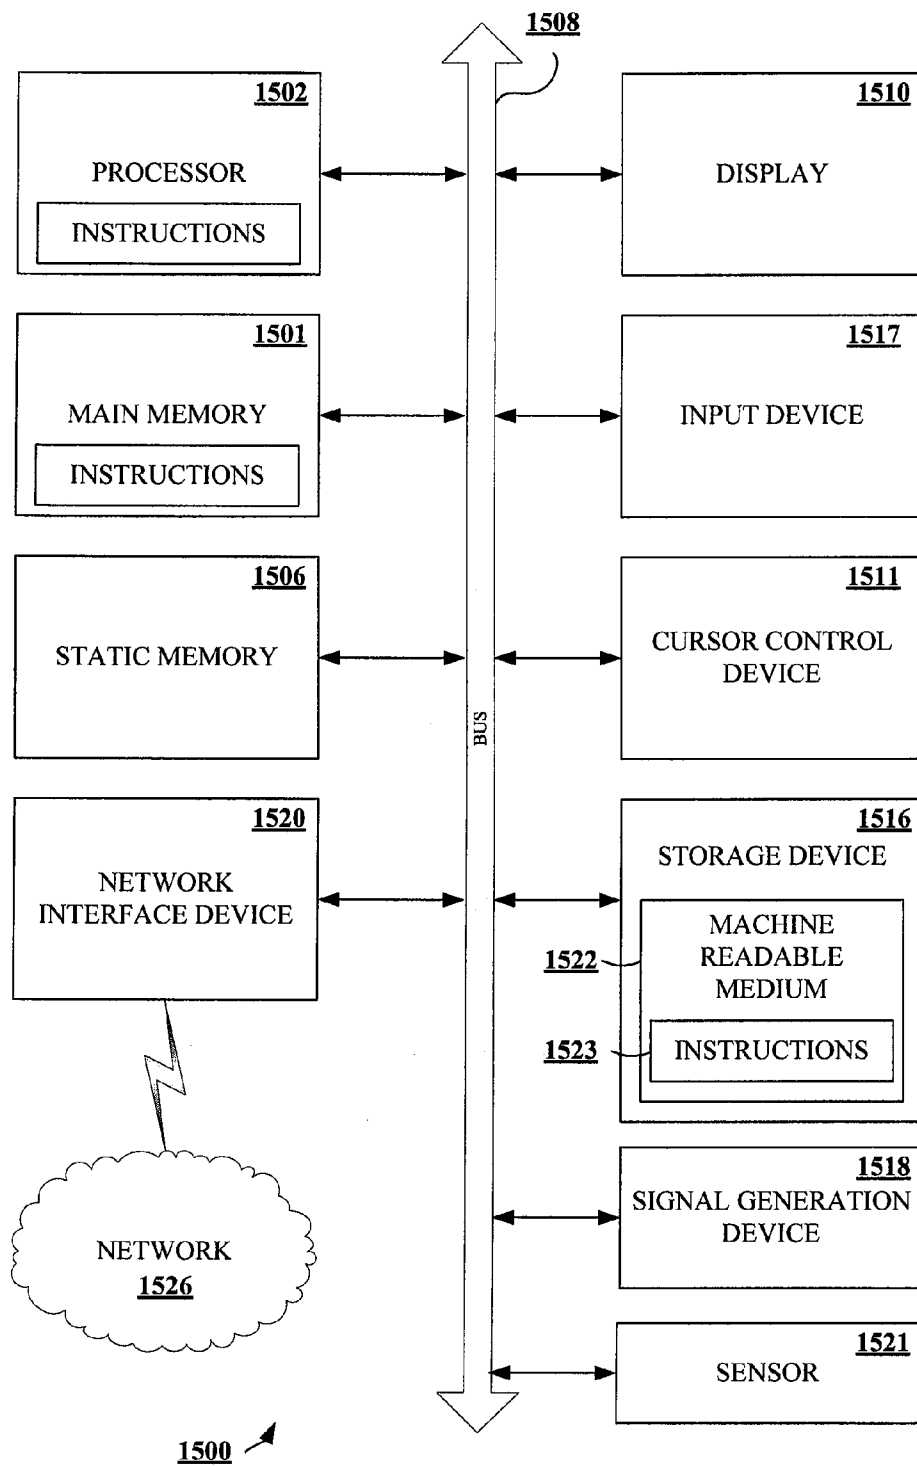 1508
1502
PROCESSOR
INSTRUCTIONS
1510
DISPLAY
1501
MAIN MEMORY
INSTRUCTIONS
1517
INPUT DEVICE
1506
STATIC MEMORY
1511
CURSOR CONTROL
DEVICE
BUS
1520
NETWORK
INTERFACE DEVICE
1516
STORAGE DEVICE
MACHINE
READABLE
MEDIUM
1522
1523
INSTRUCTIONS
NETWORK
1526
1518
SIGNAL GENERATION
DEVICE
1521
SENSOR
1500